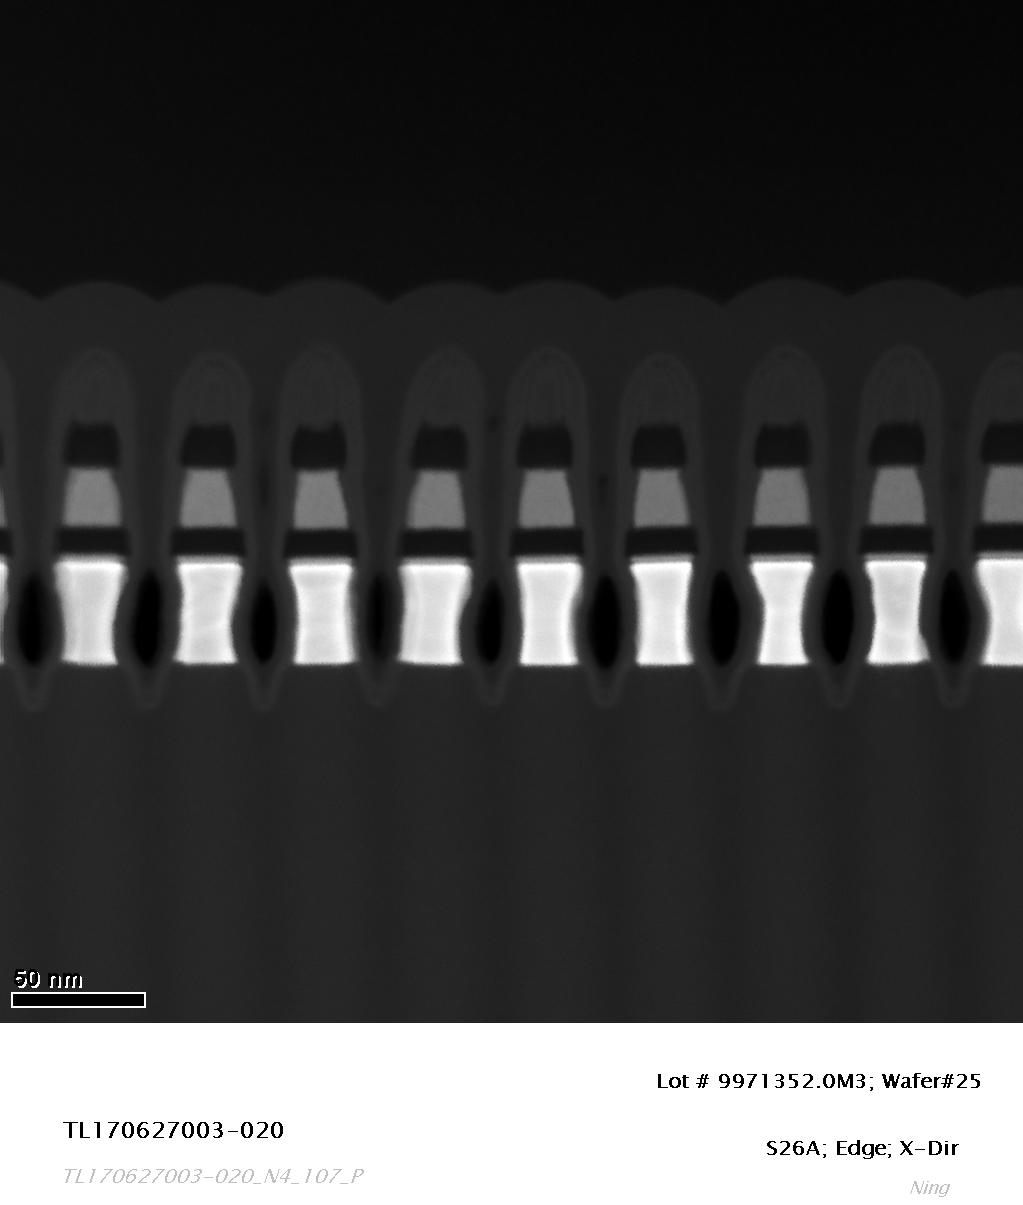 50 nm
Lot # 9971352.0M3; Wafer#25
TL170627003-020
S26A; Edge; X-Dir
TL170627003-020_N4_107_P
Ning